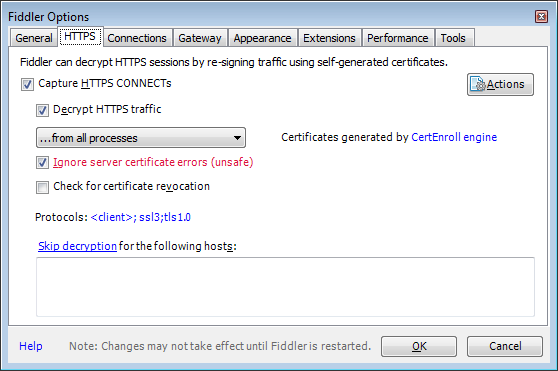 Fiddler Options
General HTTPS Connections Gateway Appearance Extensions Performance Tools
Fiddler can decrypt HTTPS sessions by re-signing traffic using self-generated certificates.
Capture HTTPS CONNECTs
Actions
Decrypt HTTPS traffic
...from all processes
Certificates generated by CertEnroll engine
Ignore server certificate errors (unsafe)
Check for certificate revocation
Protocols: <client>; ssl3;tls1.0
Skip decryption for the following hosts:
Help
Note: Changes may not take effect until Fiddler is restarted.
OK
Cancel